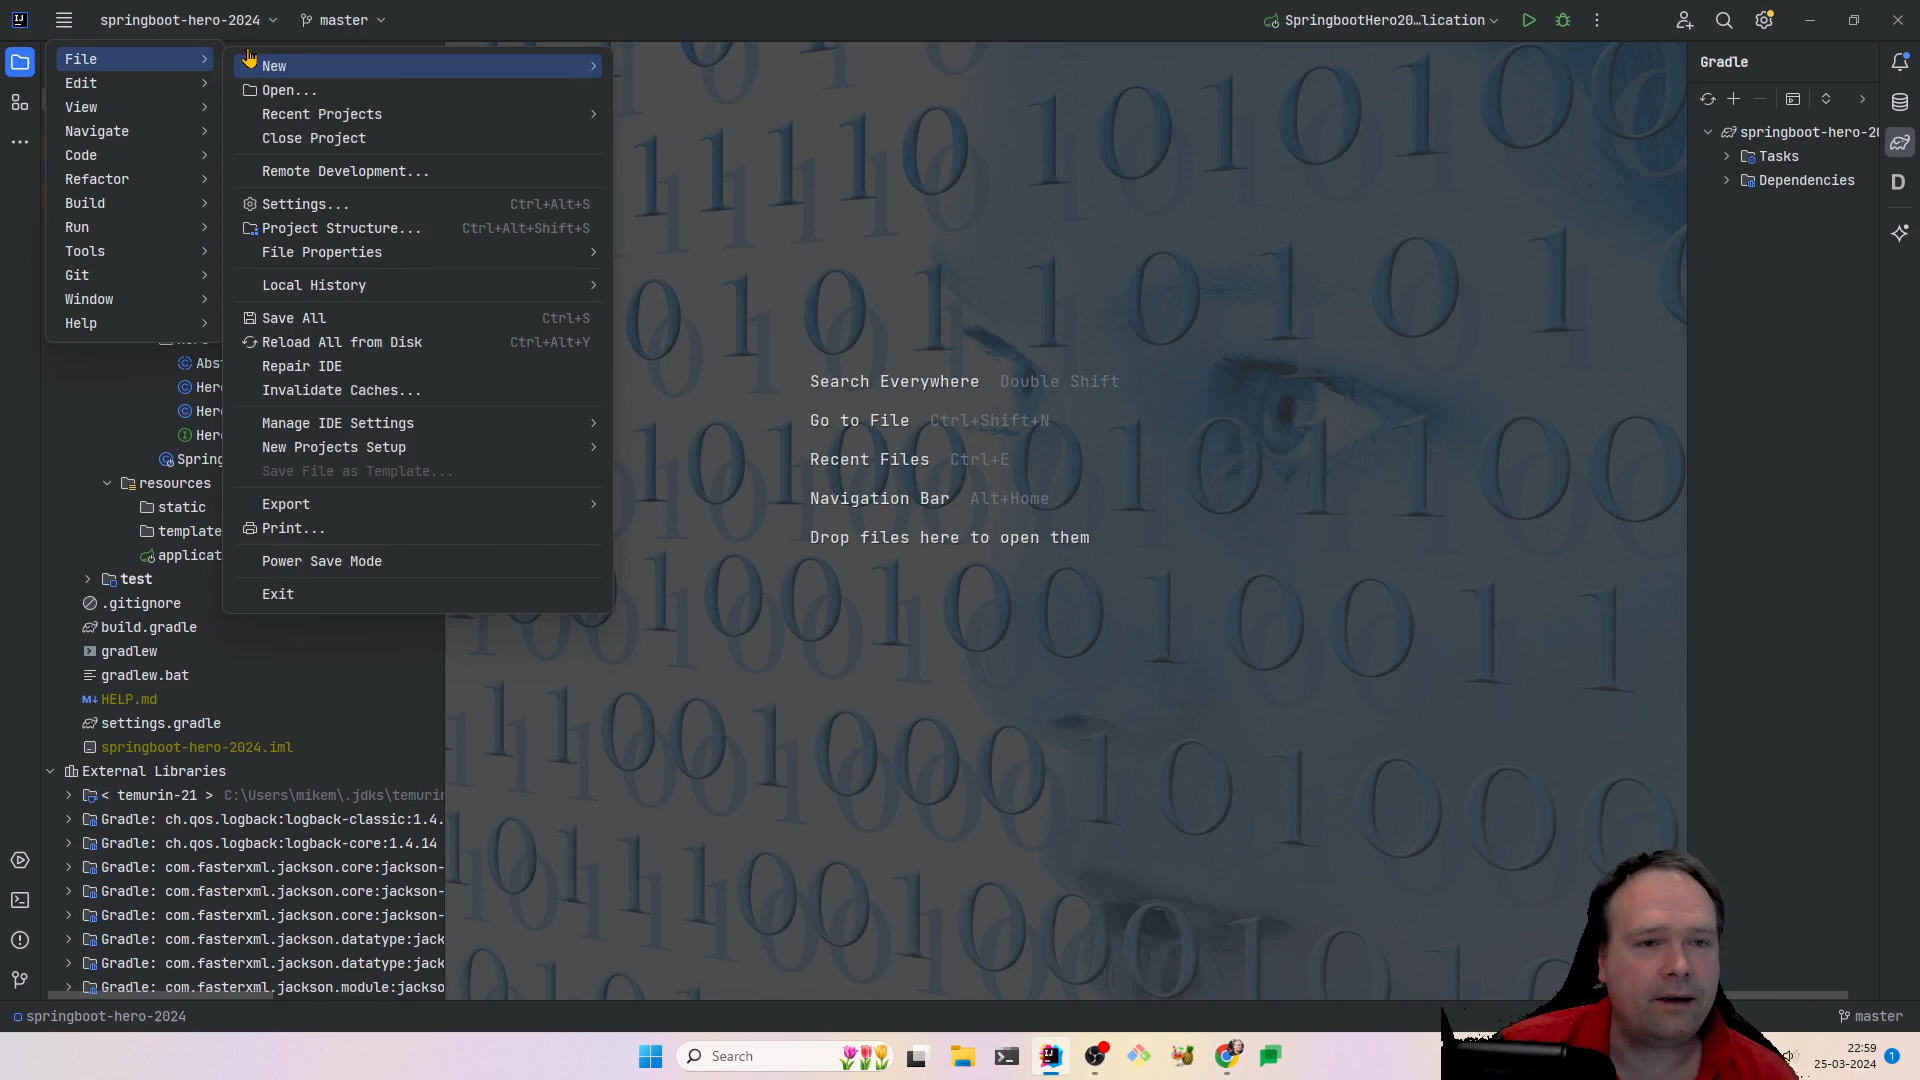 springboot-hero-2024
master
SpringbootHero20...lication
File
Edit
View
Navigate
Code
Refactor
Build
Run
Tools
Git
Window
Help
New
Open...
Recent Projects
Close Project
Remote Development...
Settings... Ctrl+Alt+S
Project Structure... Ctrl+Alt+Shift+S
File Properties
Local History
Save All Ctrl+S
Reload All from Disk Ctrl+Alt+Y
Repair IDE
Invalidate Caches...
Manage IDE Settings
New Projects Setup
Save File as Template...
Export
Print...
Power Save Mode
Exit
Abs
Her
Her
Her
Spring
resources
static
template
applicat
test
.gitignore
build.gradle
gradlew
gradlew.bat
HELP.md
settings.gradle
springboot-hero-2024.iml
External Libraries
< temurin-21 > C:\Users\mikem\.jdks\temurin
Gradle: ch.qos.logback:logback-classic:1.4.
Gradle: ch.qos.logback:logback-core:1.4.14
Gradle: com.fasterxml.jackson.core:jackson-
Gradle: com.fasterxml.jackson.core:jackson-
Gradle: com.fasterxml.jackson.core:jackson-
Gradle: com.fasterxml.jackson.datatype:jack
Gradle: com.fasterxml.jackson.datatype:jack
Gradle: com.fasterxml.jackson.module:jackso
Search Everywhere Double Shift
Go to File Ctrl+Shift+N
Recent Files Ctrl+E
Navigation Bar Alt+Home
Drop files here to open them
Gradle
springboot-hero-20
Tasks
Dependencies
springboot-hero-2024
master
Search
22:59
25-03-2024
1